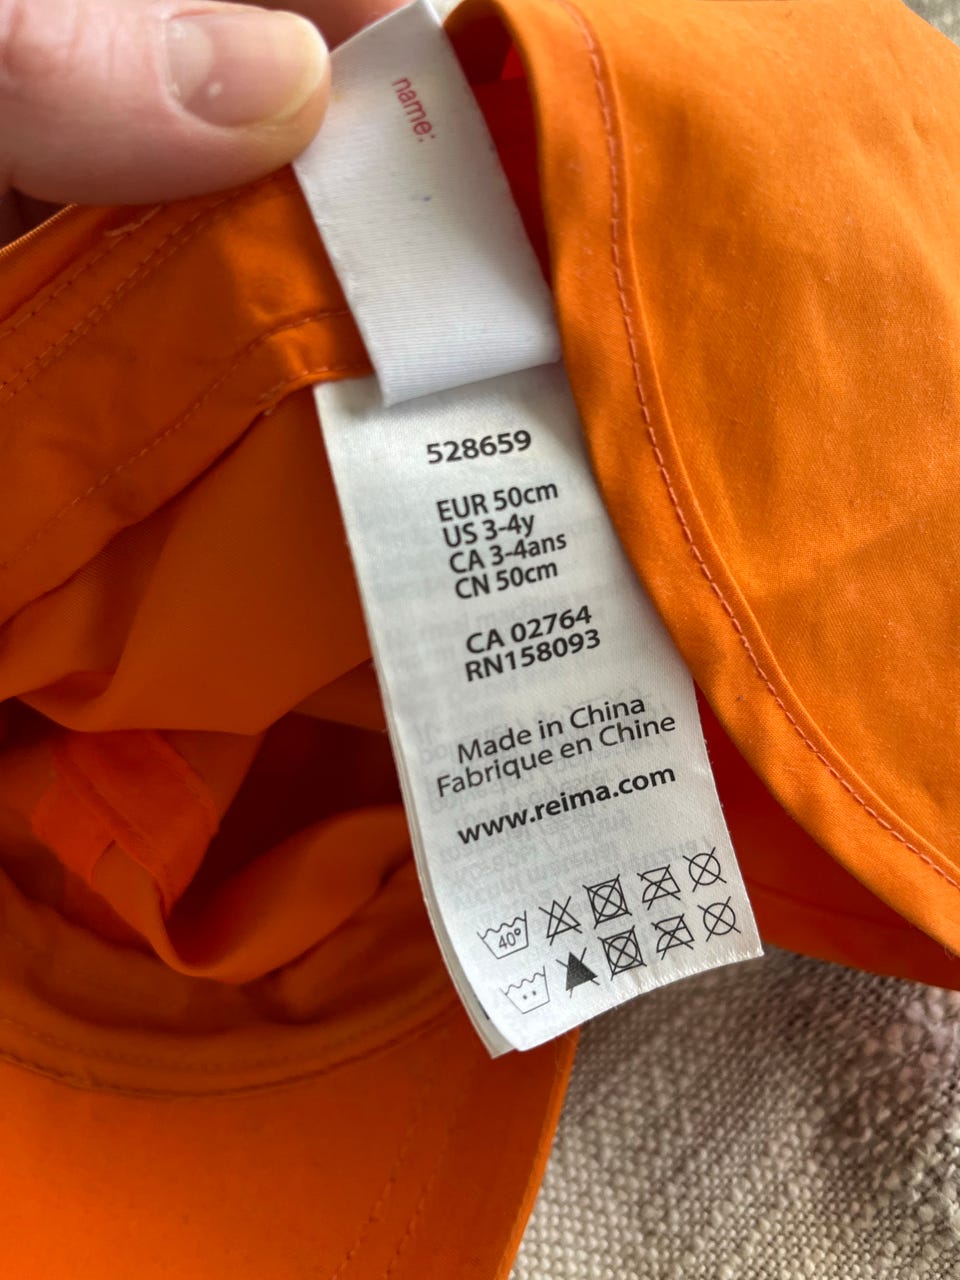 name:
528659
EUR 50cm
US 3-4y
CA 3-4ans
CN 50cm
CA 02764
RN158093
Made in China
Fabrique en Chine
www.reima.com
40°